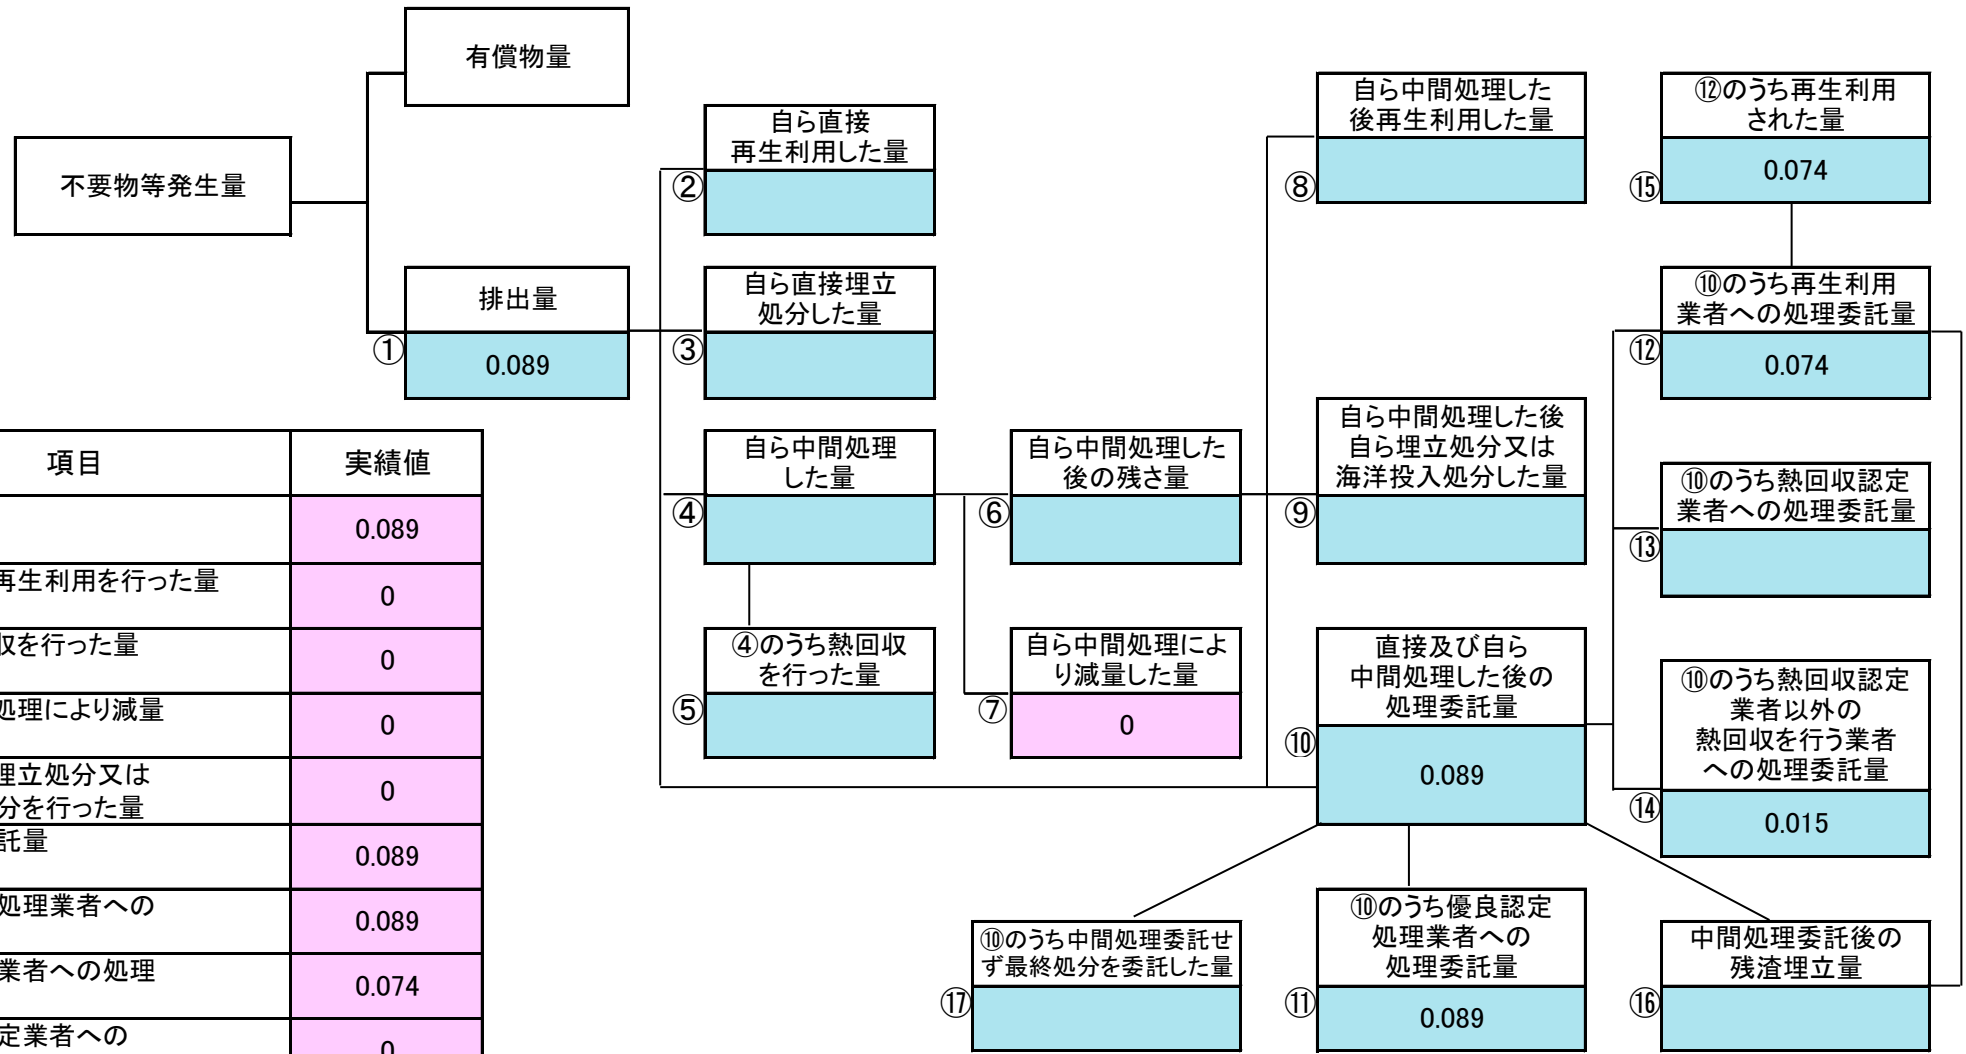 有償物量
不要物等発生量
排出量
①
0.089
自ら直接
再生利用した量
②
自ら直接埋立
処分した量
③
自ら中間処理
した量
④
④のうち熱回収
を行った量
⑤
自ら中間処理した
後の残さ量
⑥
自ら中間処理によ
り減量した量
⑦
0
自ら中間処理した
後再生利用した量
⑧
自ら中間処理した後
自ら埋立処分又は
海洋投入処分した量
⑨
直接及び自ら
中間処理した後の
処理委託量
⑩
0.089
⑫のうち再生利用
された量
⑮
0.074
⑩のうち再生利用
業者への処理委託量
⑫
0.074
⑩のうち熱回収認定
業者への処理委託量
⑬
⑩のうち熱回収認定
業者以外の
熱回収を行う業者
への処理委託量
⑭
0.015
⑩のうち中間処理委託せ
ず最終処分を委託した量
⑰
⑩のうち優良認定
処理業者への
処理委託量
⑪
0.089
中間処理委託後の
残渣埋立量
⑯
項目 実績値
0.089
再生利用を行った量
0
収を行った量
0
処理により減量
0
埋立処分又は
分を行った量
0
託量
0.089
処理業者への
0.089
業者への処理
0.074
定業者への
0